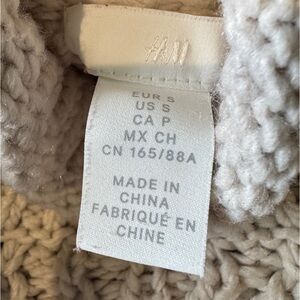 H&M
EUR S
US S
CA P
MX CH
CN 165/88A
MADE IN
CHINA
FABRIQUÉ EN
CHINE